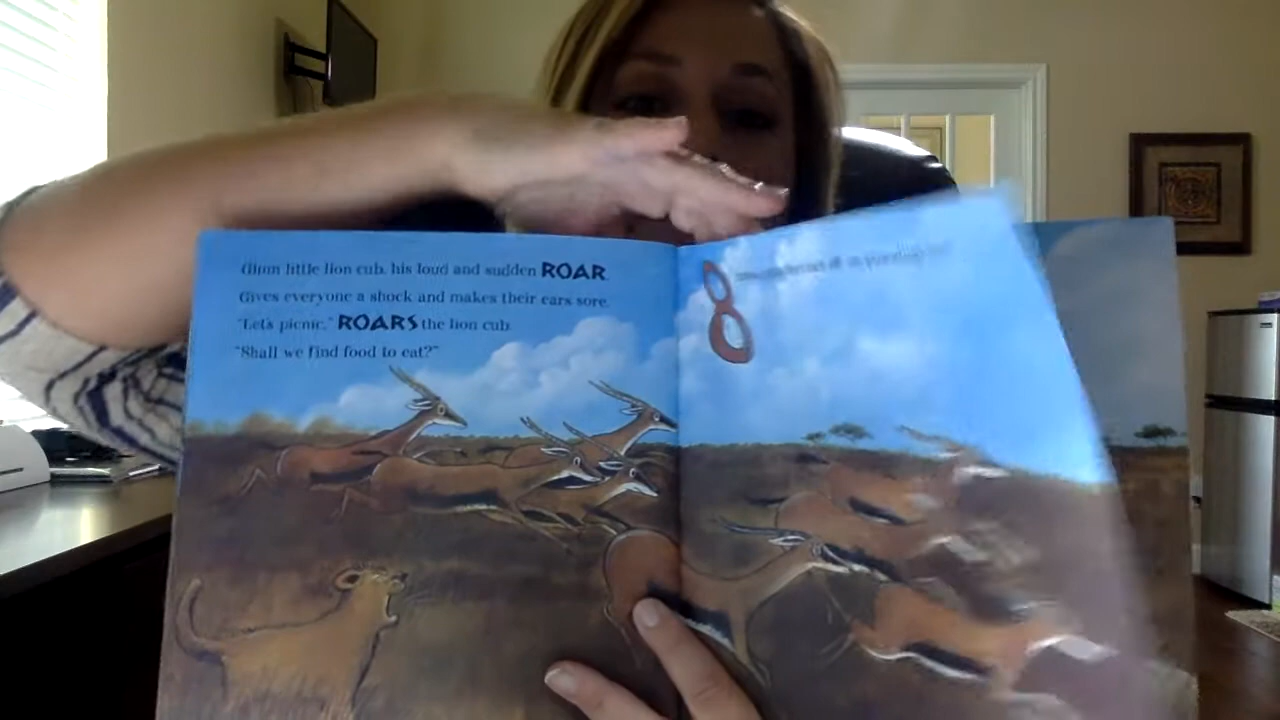 Glum little lion cub, his loud and sudden ROAR
Gives everyone a shock and makes their ears sore.
"Let's picnic," ROARS the lion cub.
"Shall we find food to eat?"
8